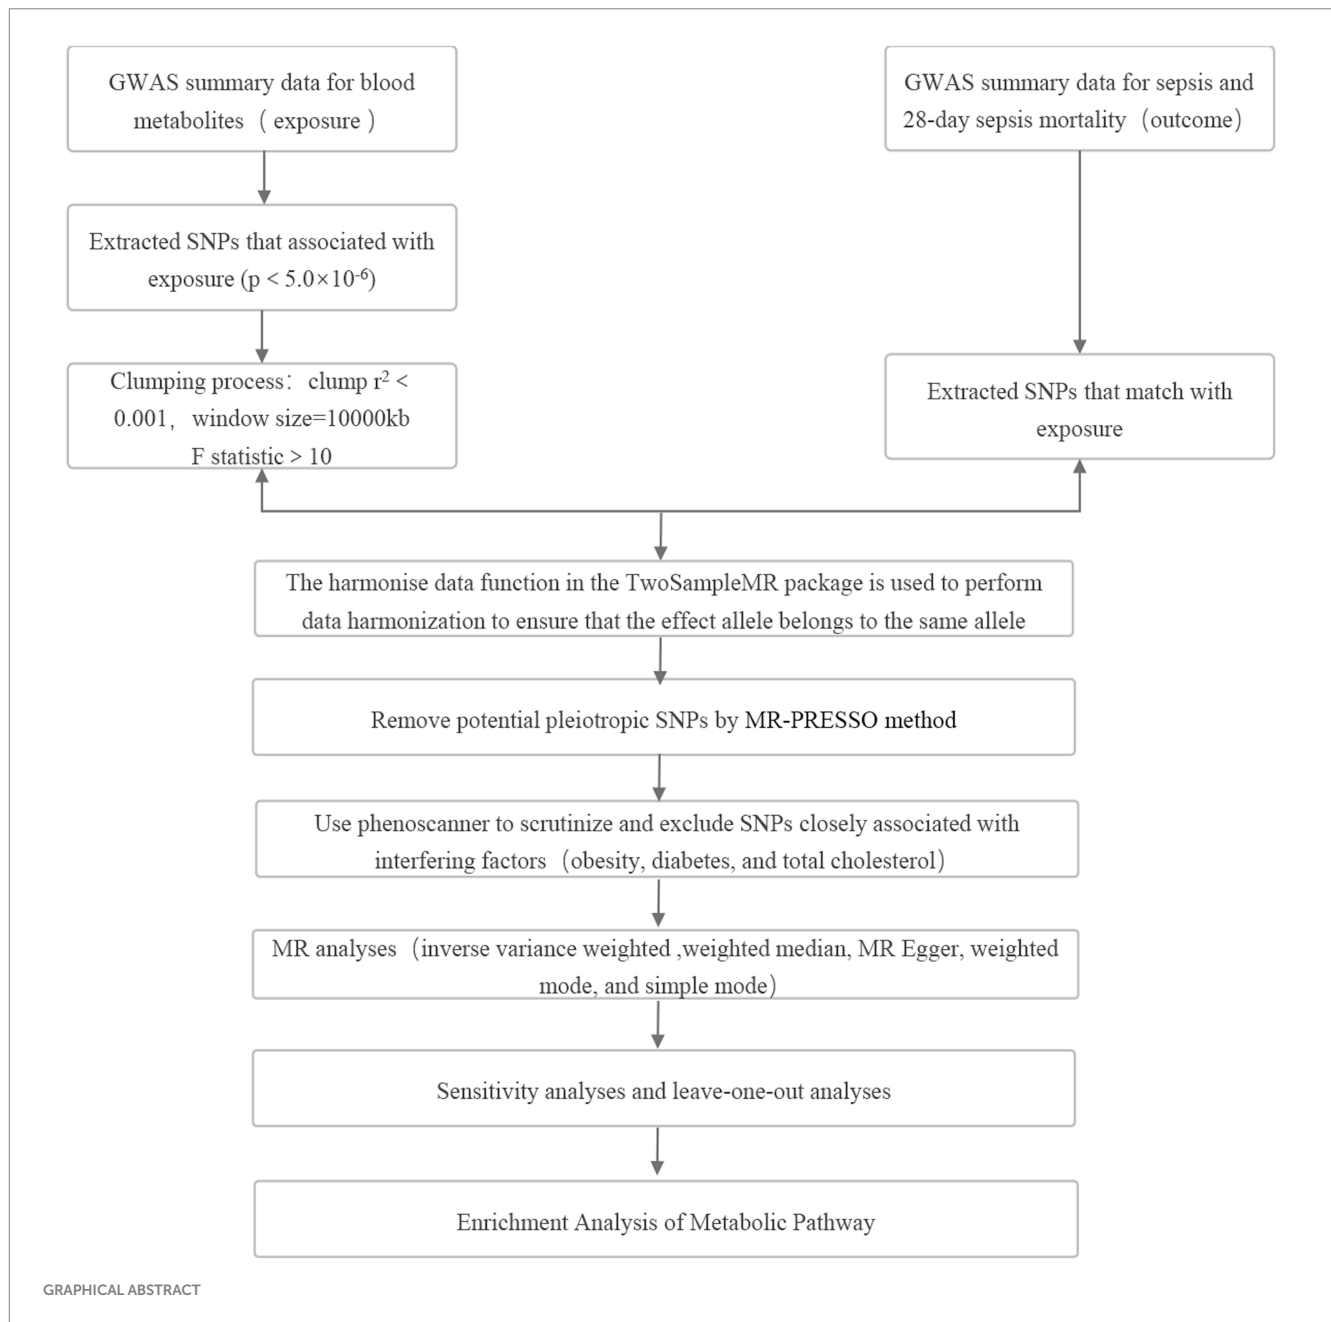 GWAS summary data for blood
metabolites（ exposure ）
GWAS summary data for sepsis and
28-day sepsis mortality（outcome）
Extracted SNPs that associated with
exposure (p < 5.0×10⁻⁶)
Clumping process： clump r² <
0.001， window size=10000kb
F statistic > 10
Extracted SNPs that match with
exposure
The harmonise data function in the TwoSampleMR package is used to perform
data harmonization to ensure that the effect allele belongs to the same allele
Remove potential pleiotropic SNPs by MR-PRESSO method
Use phenoscanner to scrutinize and exclude SNPs closely associated with
interfering factors（obesity, diabetes, and total cholesterol）
MR analyses（inverse variance weighted ,weighted median, MR Egger, weighted
mode, and simple mode）
Sensitivity analyses and leave-one-out analyses
Enrichment Analysis of Metabolic Pathway
GRAPHICAL ABSTRACT